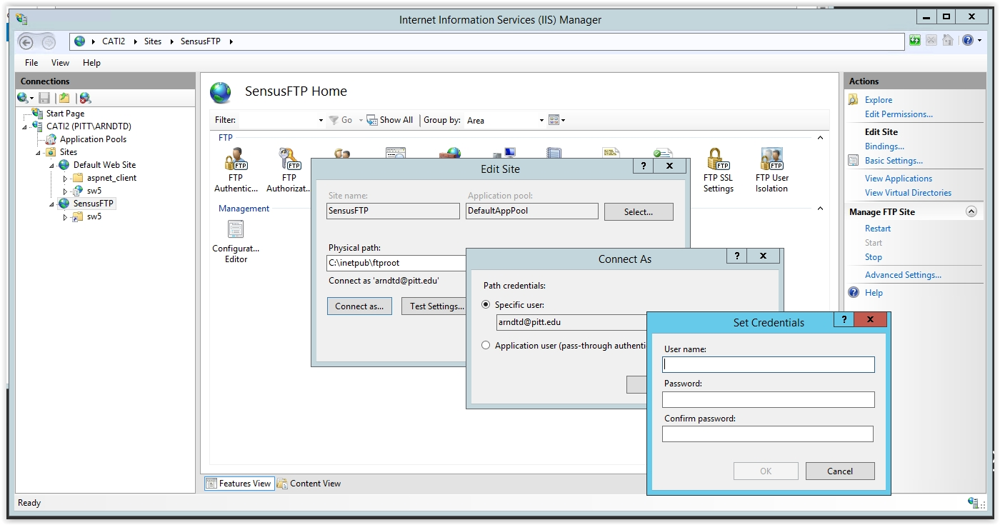 Internet Information Services (IIS) Manager
CATI2 Sites SensusFTP
File View Help
Connections
Start Page
CATI2 (PITT\ARNDTD)
Application Pools
Sites
Default Web Site
aspnet_client
sw5
SensusFTP
sw5
SensusFTP Home
Filter: Go Show All Group by: Area
FTP
FTP
FTP
FTP
FTP
FTP Authentic...
FTP Authorizat...
FTP SSL Settings
FTP User Isolation
Management
Configurat... Editor
Edit Site
? X
Site name:
Application pool:
SensusFTP
DefaultAppPool
Select...
Physical path:
C:\inetpub\ftproot
Connect as 'arndtd@pitt.edu'
Connect as...
Test Settings...
Connect As
? X
Path credentials:
Specific user:
arndtd@pitt.edu
Application user (pass-through authenti
Set Credentials
? X
User name:
Password:
Confirm password:
OK
Cancel
Features View
Content View
Actions
Explore
Edit Permissions...
Edit Site
Bindings...
Basic Settings...
View Applications
View Virtual Directories
Manage FTP Site
Restart
Start
Stop
Advanced Settings...
Help
Ready